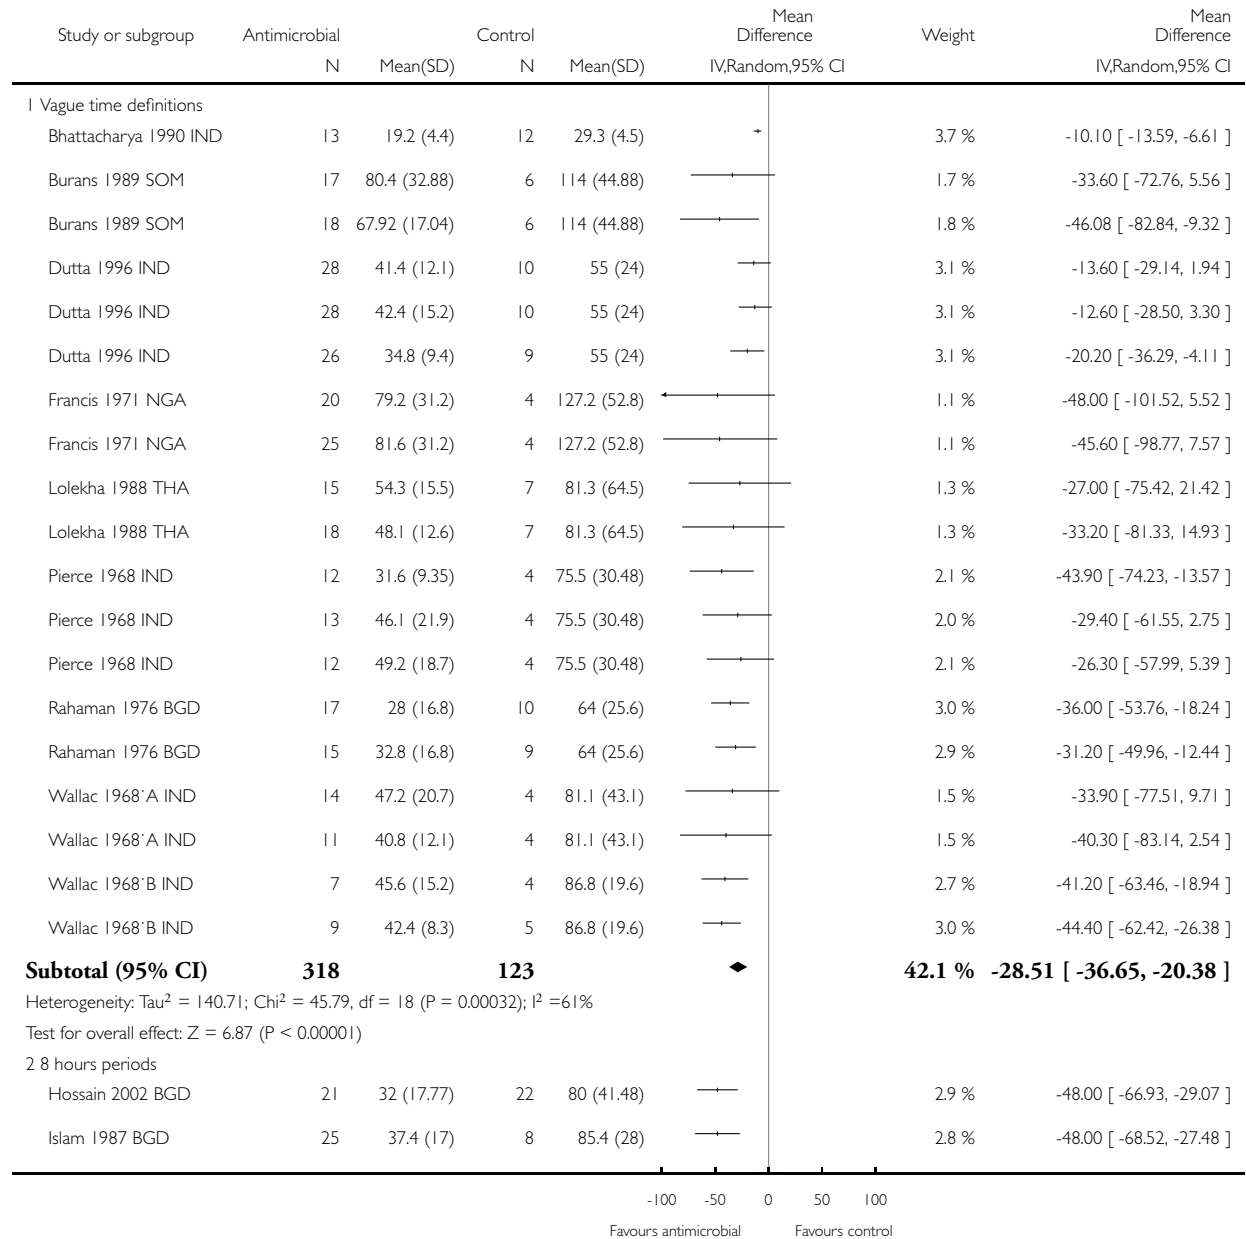 Mean Mean
Study or subgroup Antimicrobial Control Difference Weight Difference
N Mean(SD) N Mean(SD) IV,Random,95% CI IV,Random,95% CI
1 Vague time definitions
Bhattacharya 1990 IND 13 19.2 (4.4) 12 29.3 (4.5) 3.7 % -10.10 [ -13.59, -6.61 ]
Burans 1989 SOM 17 80.4 (32.88) 6 114 (44.88) 1.7 % -33.60 [ -72.76, 5.56 ]
Burans 1989 SOM 18 67.92 (17.04) 6 114 (44.88) 1.8 % -46.08 [ -82.84, -9.32 ]
Dutta 1996 IND 28 41.4 (12.1) 10 55 (24) 3.1 % -13.60 [ -29.14, 1.94 ]
Dutta 1996 IND 28 42.4 (15.2) 10 55 (24) 3.1 % -12.60 [ -28.50, 3.30 ]
Dutta 1996 IND 26 34.8 (9.4) 9 55 (24) 3.1 % -20.20 [ -36.29, -4.11 ]
Francis 1971 NGA 20 79.2 (31.2) 4 127.2 (52.8) 1.1 % -48.00 [ -101.52, 5.52 ]
Francis 1971 NGA 25 81.6 (31.2) 4 127.2 (52.8) 1.1 % -45.60 [ -98.77, 7.57 ]
Lolekha 1988 THA 15 54.3 (15.5) 7 81.3 (64.5) 1.3 % -27.00 [ -75.42, 21.42 ]
Lolekha 1988 THA 18 48.1 (12.6) 7 81.3 (64.5) 1.3 % -33.20 [ -81.33, 14.93 ]
Pierce 1968 IND 12 31.6 (9.35) 4 75.5 (30.48) 2.1 % -43.90 [ -74.23, -13.57 ]
Pierce 1968 IND 13 46.1 (21.9) 4 75.5 (30.48) 2.0 % -29.40 [ -61.55, 2.75 ]
Pierce 1968 IND 12 49.2 (18.7) 4 75.5 (30.48) 2.1 % -26.30 [ -57.99, 5.39 ]
Rahaman 1976 BGD 17 28 (16.8) 10 64 (25.6) 3.0 % -36.00 [ -53.76, -18.24 ]
Rahaman 1976 BGD 15 32.8 (16.8) 9 64 (25.6) 2.9 % -31.20 [ -49.96, -12.44 ]
Wallac 1968˙A IND 14 47.2 (20.7) 4 81.1 (43.1) 1.5 % -33.90 [ -77.51, 9.71 ]
Wallac 1968˙A IND 11 40.8 (12.1) 4 81.1 (43.1) 1.5 % -40.30 [ -83.14, 2.54 ]
Wallac 1968˙B IND 7 45.6 (15.2) 4 86.8 (19.6) 2.7 % -41.20 [ -63.46, -18.94 ]
Wallac 1968˙B IND 9 42.4 (8.3) 5 86.8 (19.6) 3.0 % -44.40 [ -62.42, -26.38 ]
Subtotal (95% CI) 318 123 42.1 % -28.51 [ -36.65, -20.38 ]
Heterogeneity: Tau² = 140.71; Chi² = 45.79, df = 18 (P = 0.00032); I² =61%
Test for overall effect: Z = 6.87 (P < 0.00001)
2 8 hours periods
Hossain 2002 BGD 21 32 (17.77) 22 80 (41.48) 2.9 % -48.00 [ -66.93, -29.07 ]
Islam 1987 BGD 25 37.4 (17) 8 85.4 (28) 2.8 % -48.00 [ -68.52, -27.48 ]
-100 -50 0 50 100
Favours antimicrobial Favours control